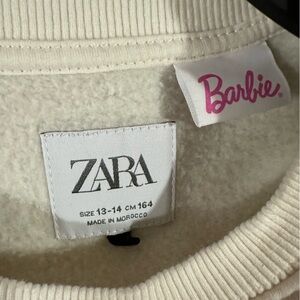 Barbie
ZARA
SIZE 13-14 CM 164
MADE IN MOROCCO